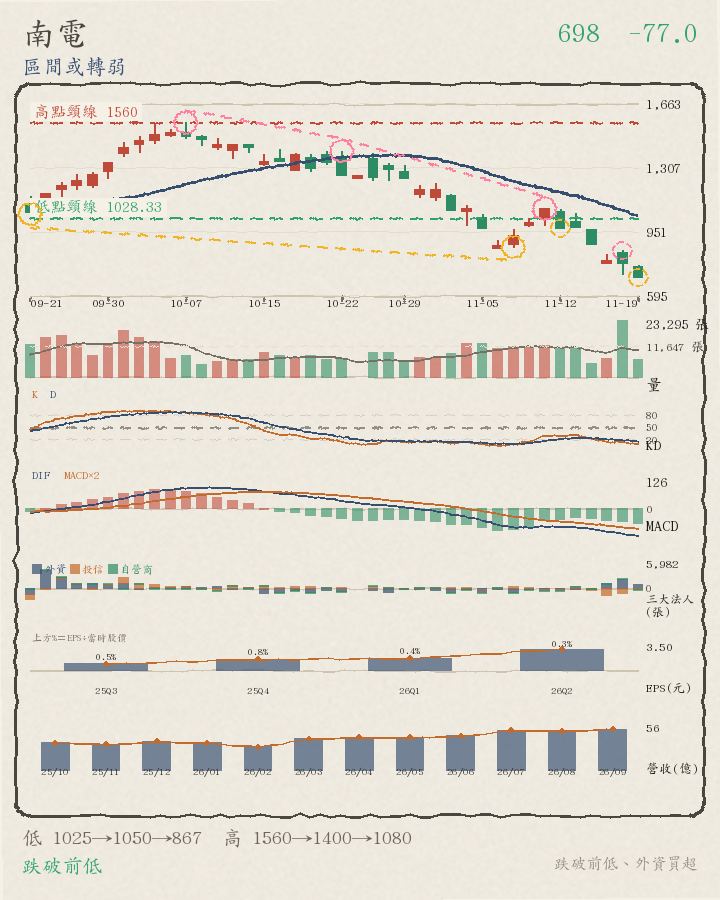 南電
698 -77.0
區間或轉弱
高點頸線 1560
1,663
1,307
低點頸線 1028.33
951
595
09-21 09-30 10-07 10-15 10-22 10-29 11-05 11-12 11-19
23,295 張
11,647 張
量
K D
80
50
20
KD
DIF MACD×2
126
0
MACD
5,982
外資 投信 自營商
0
三大法人
(張)
上方%=EPS÷當時股價
0.5% 0.8% 0.4% 0.3%
3.50
25Q3 25Q4 26Q1 26Q2
EPS(元)
56
25/10 25/11 25/12 26/01 26/02 26/03 26/04 26/05 26/06 26/07 26/08 26/09
營收(億)
低 1025→1050→867 高 1560→1400→1080
跌破前低
跌破前低、外資買超